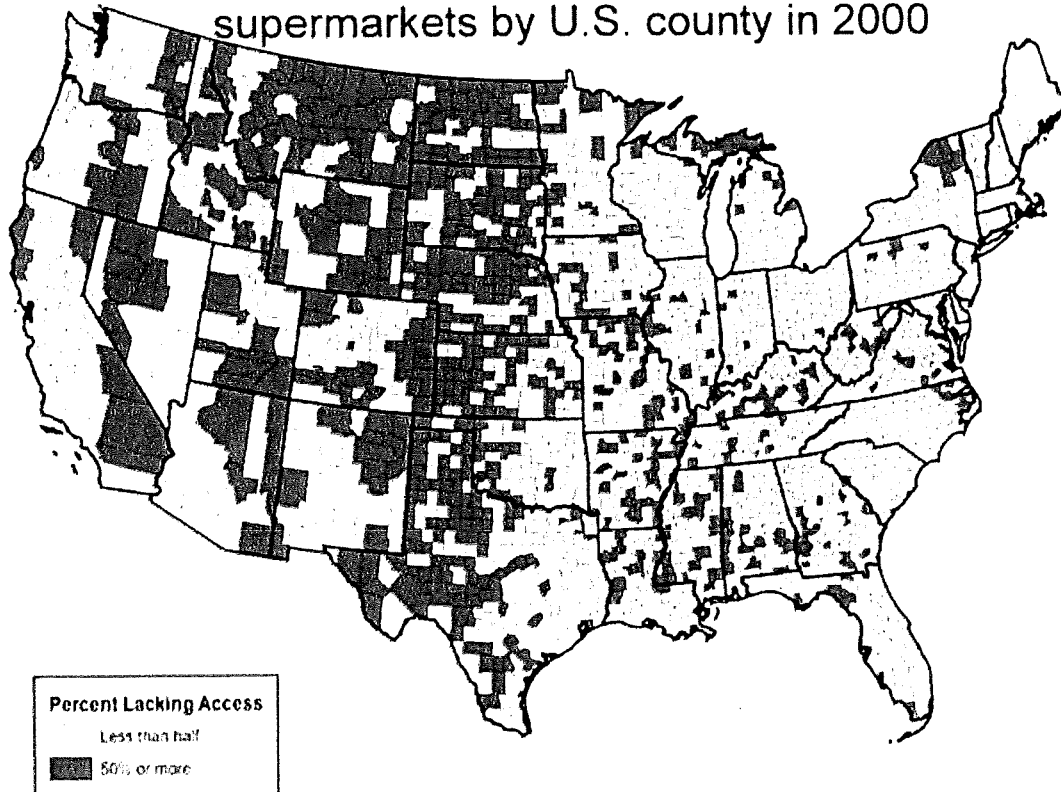 supermarkets by U.S. county in 2000
Percent Lacking Access
Less than half
50% or more